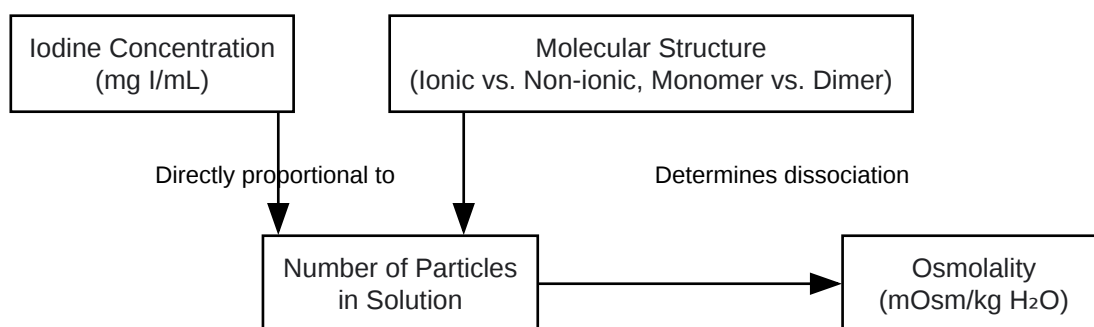 Iodine Concentration
(mg I/mL)
Molecular Structure
(Ionic vs. Non-ionic, Monomer vs. Dimer)
Directly proportional to
Determines dissociation
Number of Particles
in Solution
Osmolality
(mOsm/kg H₂O)